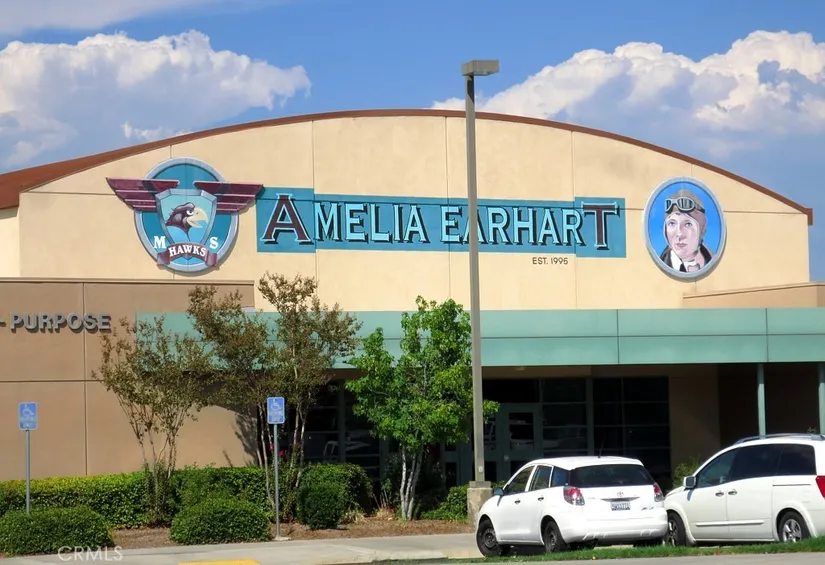 AMELIA EARHART
EST. 1995
M S
HAWKS
- PURPOSE
CRMLS